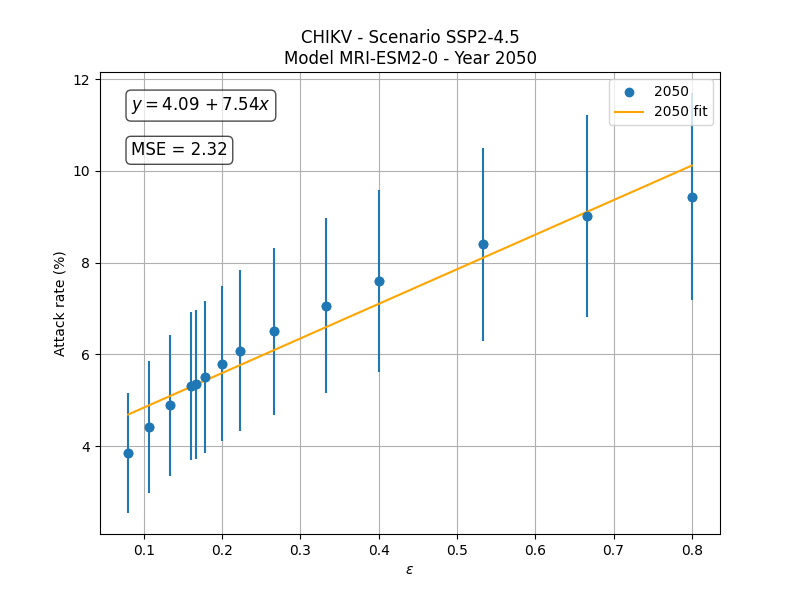 CHIKV - Scenario SSP2-4.5
Model MRI-ESM2-0 - Year 2050
y = 4.09 + 7.54x
MSE = 2.32
2050
2050 fit
Attack rate (%)
12
10
8
6
4
0.1 0.2 0.3 0.4 0.5 0.6 0.7 0.8
ε